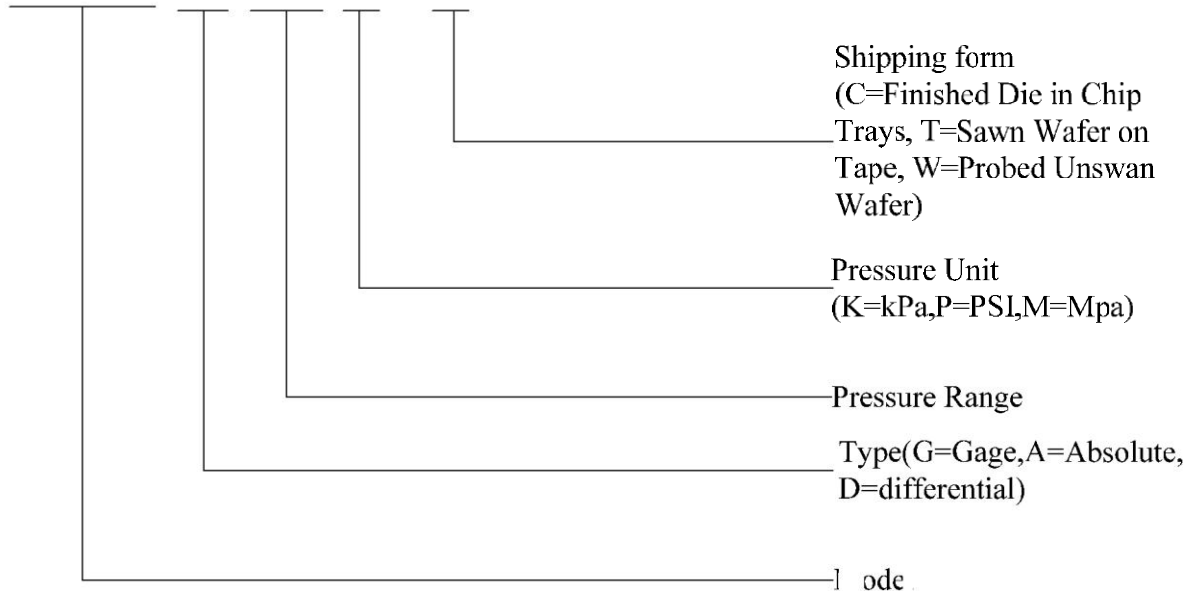 Shipping form
(C=Finished Die in Chip
Trays, T=Sawn Wafer on
Tape, W=Probed Unswan
Wafer)
Pressure Unit
(K=kPa,P=PSI,M=Mpa)
Pressure Range
Type(G=Gage,A=Absolute,
D=differential)